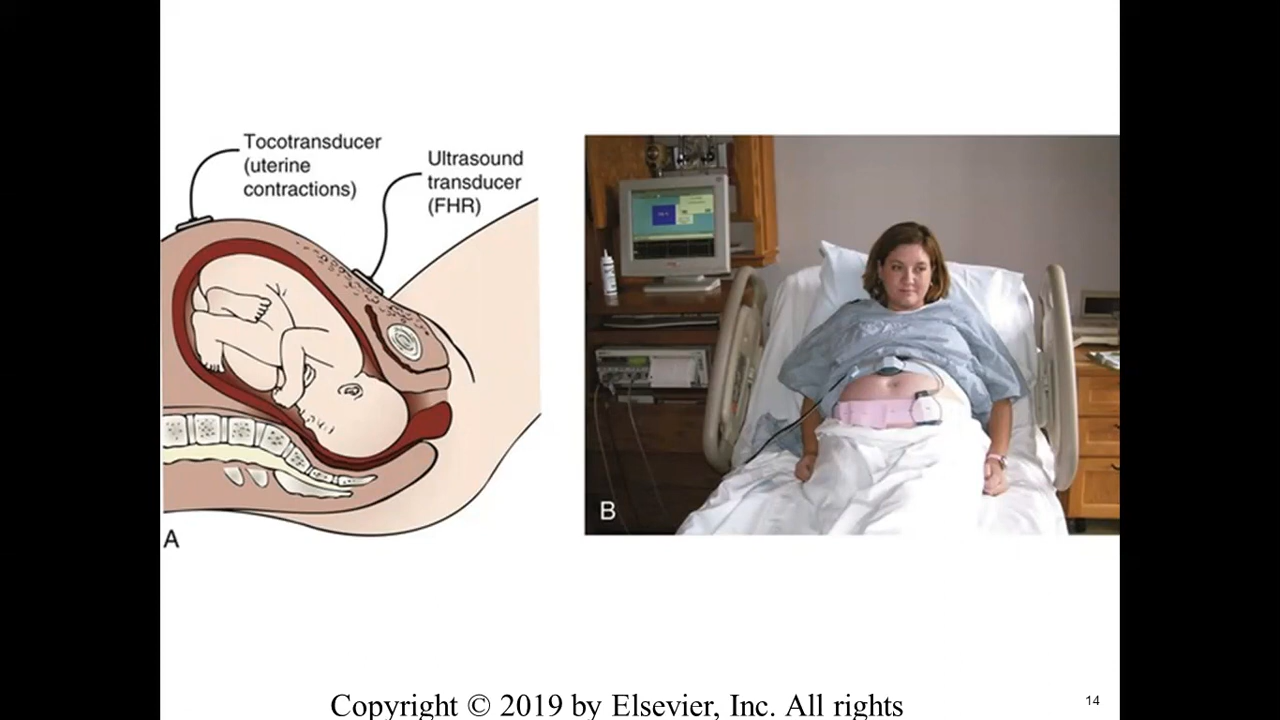 Tocotransducer
(uterine
contractions)
Ultrasound
transducer
(FHR)
A
B
Copyright © 2019 by Elsevier, Inc. All rights
14